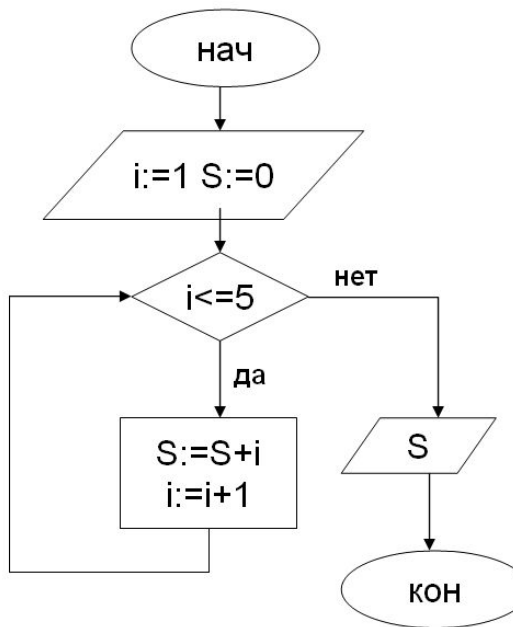 нач
i:=1 S:=0
i<=5
нет
да
S:=S+i
i:=i+1
S
кон